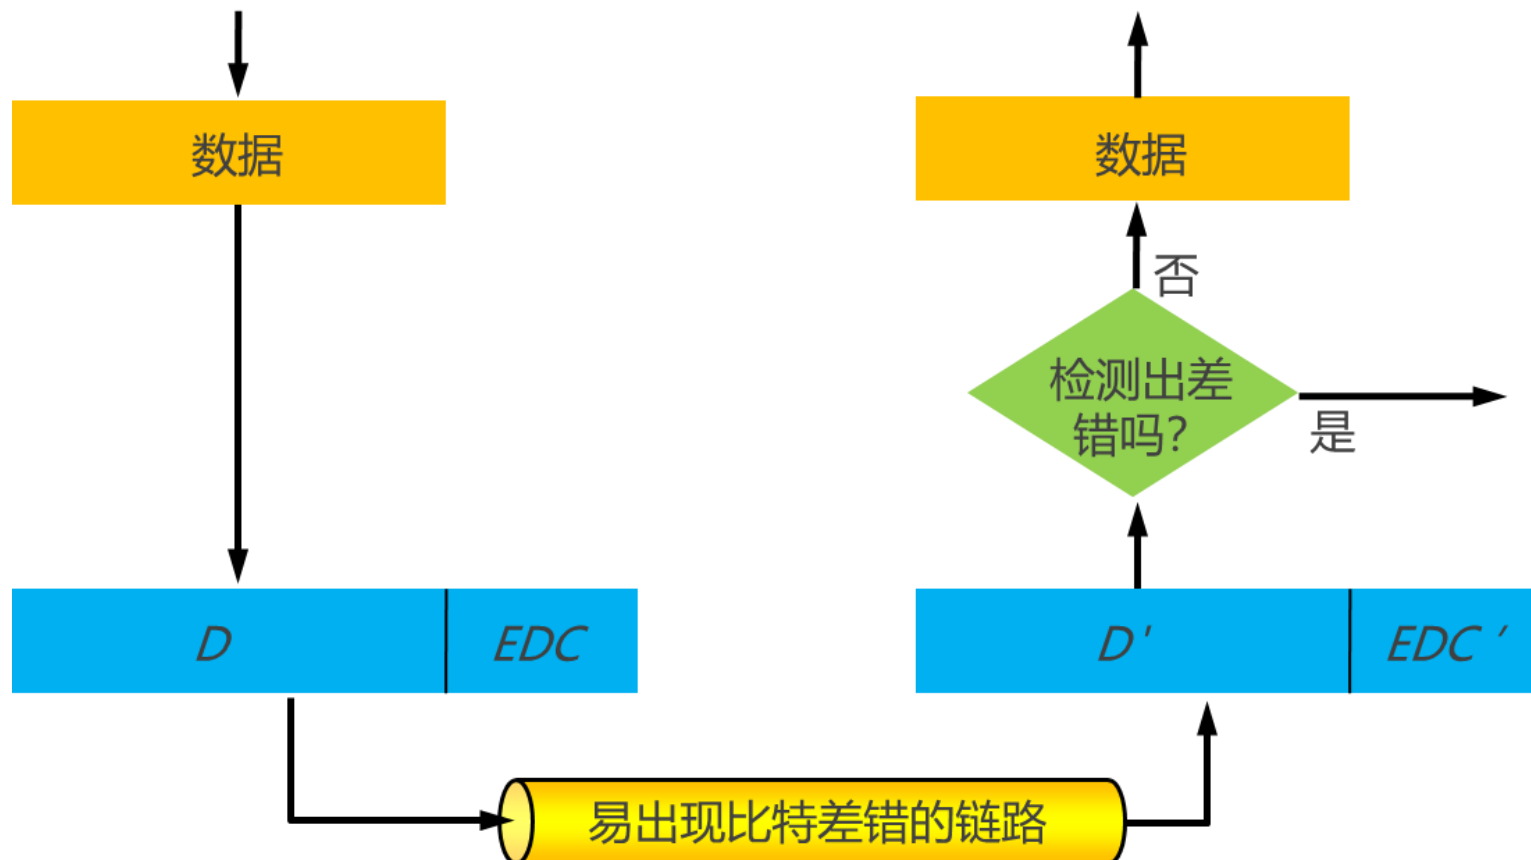 数据
数据
否
检测出差
错吗?
是
D
EDC
D'
EDC '
易出现比特差错的链路